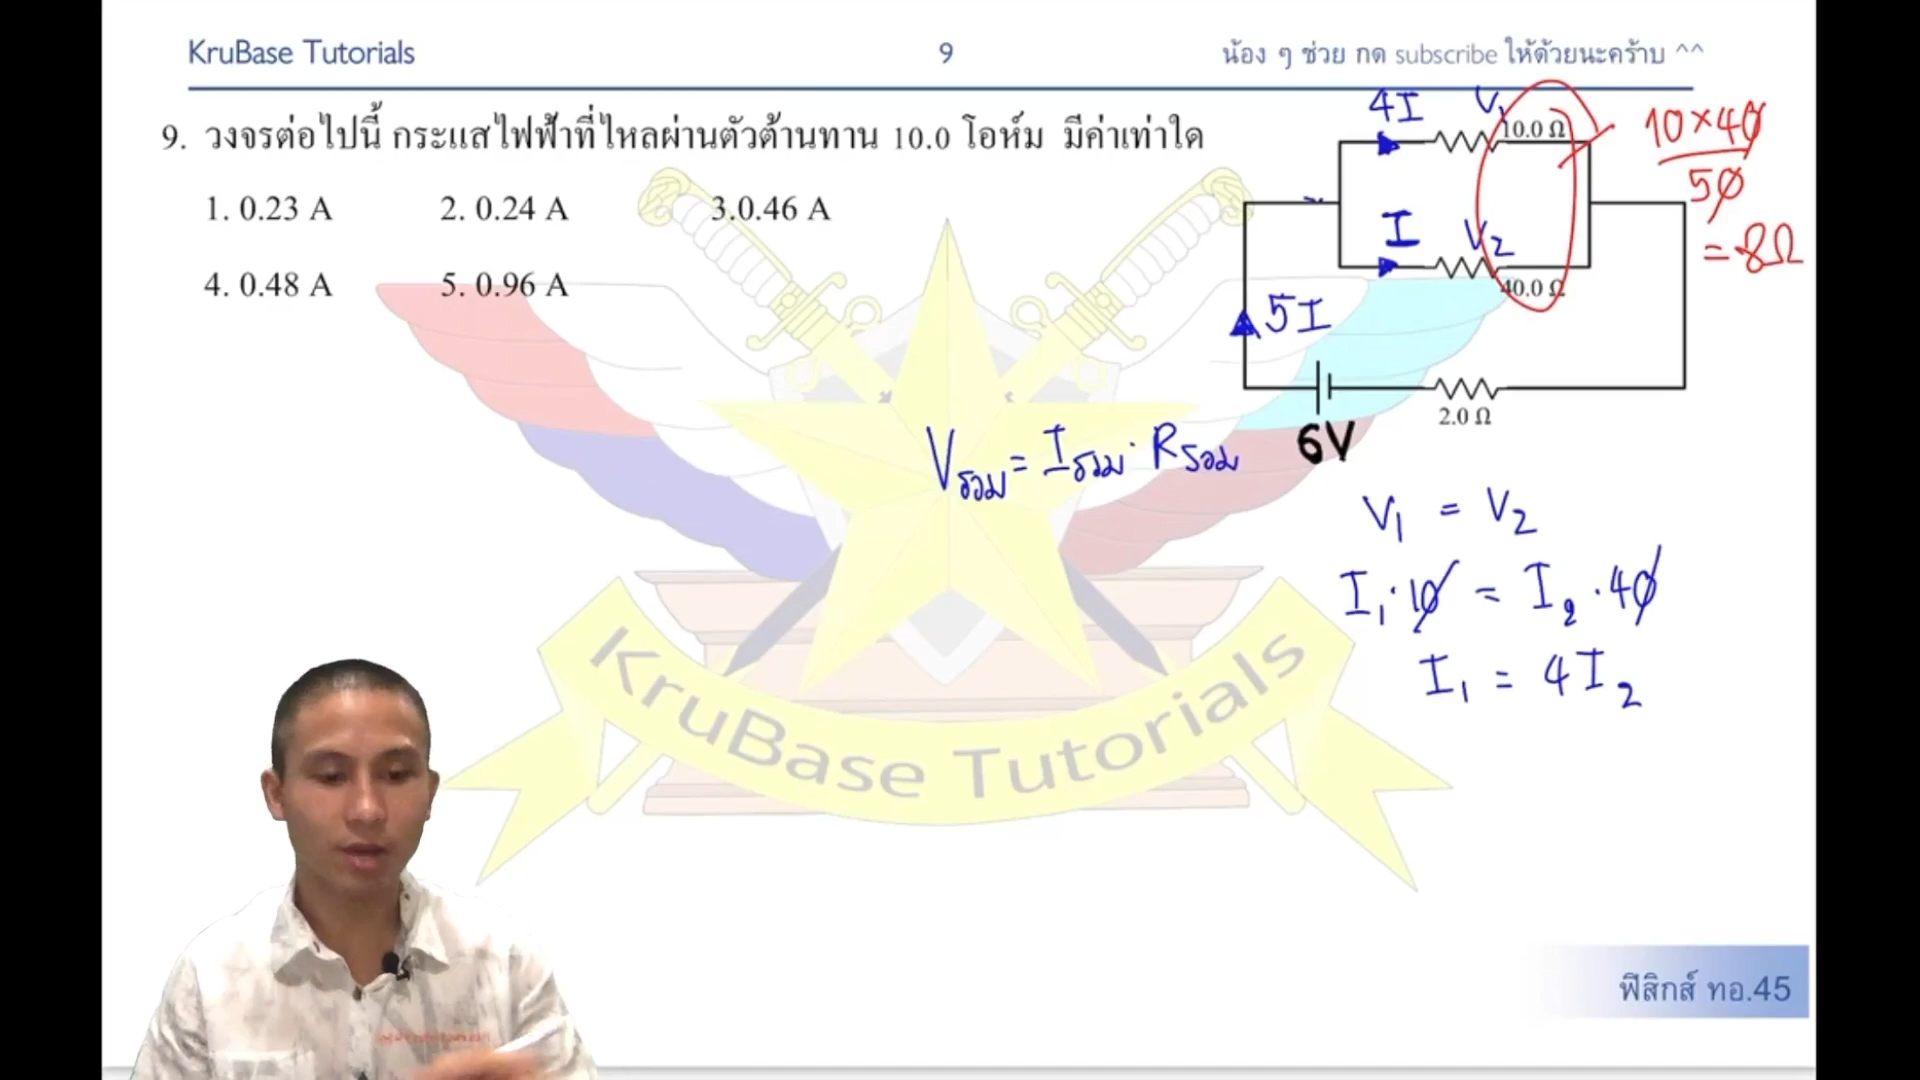 KruBase Tutorials 9 น้อง ๆ ช่วย กด subscribe ให้ด้วยนะคร้าบ ^^
9. วงจรต่อไปนี้ กระแสไฟฟ้าที่ไหลผ่านตัวต้านทาน 10.0 โอห์ม มีค่าเท่าใด
1. 0.23 A 2. 0.24 A 3.0.46 A
4. 0.48 A 5. 0.96 A
4I V1 10.0 Ω
I V2 40.0 Ω
5I
6V 2.0 Ω
10×40
50
= 8Ω
Vรวม = Iรวม · Rรวม
V1 = V2
I1 · 10 = I2 · 40
I1 = 4I2
KruBase Tutorials
ฟิสิกส์ ทอ.45